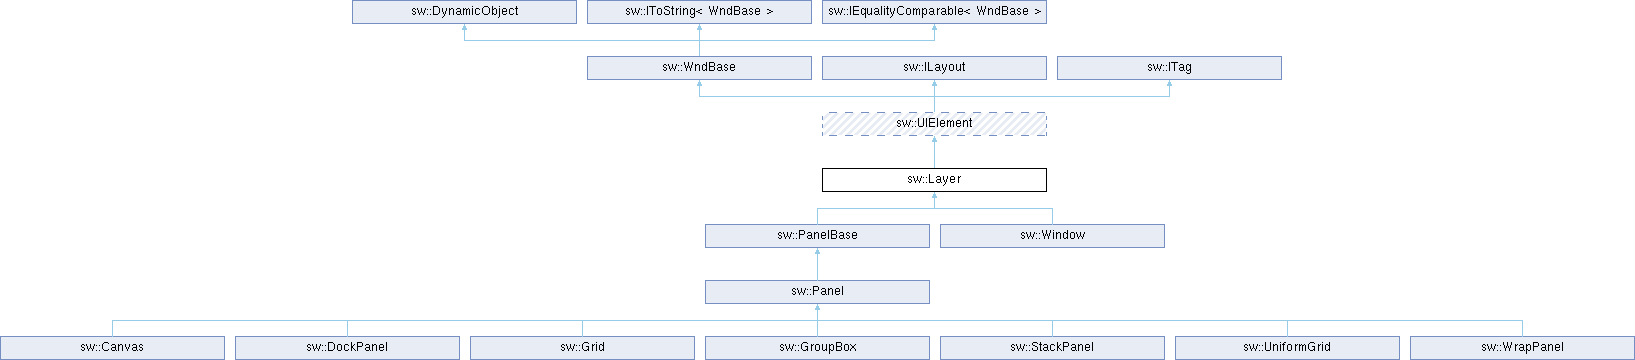 sw::DynamicObject
sw::IToString< WndBase >
sw::IEqualityComparable< WndBase >
sw::WndBase
sw::ILayout
sw::ITag
sw::UIElement
sw::Layer
sw::PanelBase
sw::Window
sw::Panel
sw::Canvas
sw::DockPanel
sw::Grid
sw::GroupBox
sw::StackPanel
sw::UniformGrid
sw::WrapPanel